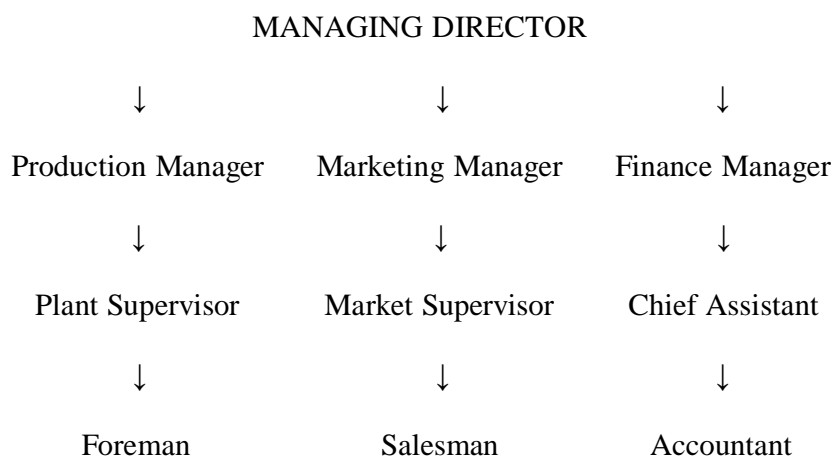 MANAGING DIRECTOR
↓ ↓ ↓
Production Manager Marketing Manager Finance Manager
↓ ↓ ↓
Plant Supervisor Market Supervisor Chief Assistant
↓ ↓ ↓
Foreman Salesman Accountant